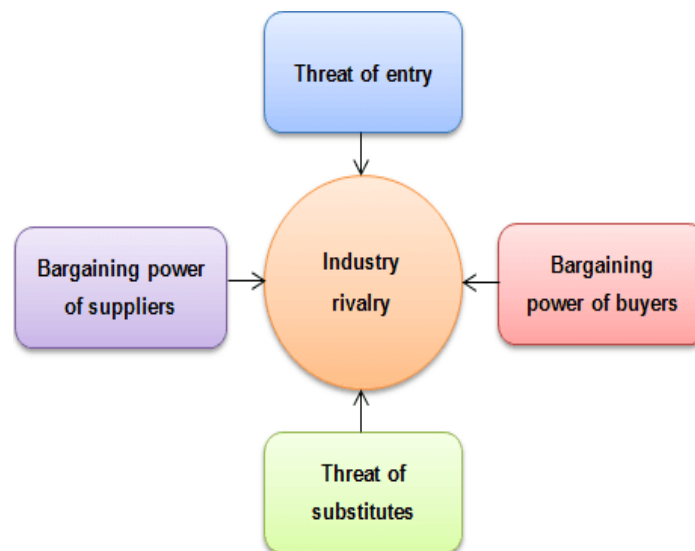 Threat of entry
Bargaining power
of suppliers
Industry
rivalry
Bargaining
power of buyers
Threat of
substitutes